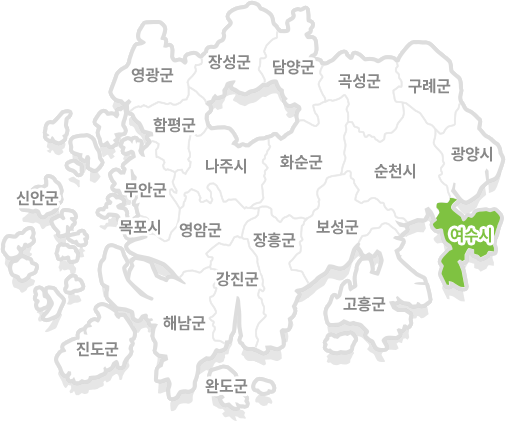 장성군
담양군
영광군
곡성군
구례군
함평군
광양시
나주시
화순군
순천시
무안군
신안군
목포시
영암군
보성군
여수시
장흥군
강진군
고흥군
해남군
진도군
완도군